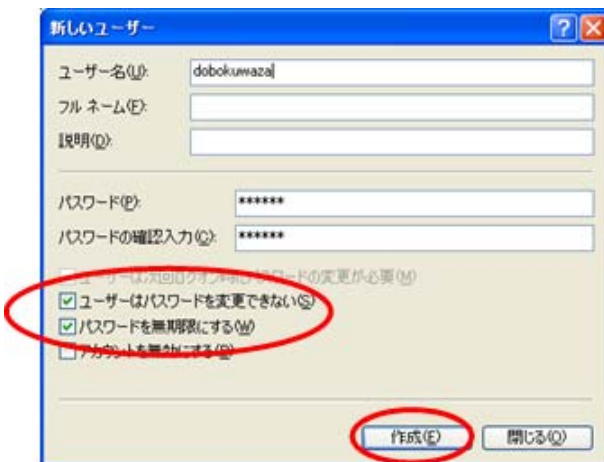 新しいユーザー
ユーザー名(U): dobokuwaza
フル ネーム(F):
説明(D):
パスワード(P): ******
パスワードの確認入力(C): ******
ユーザーは次回ログオン時にパスワードの変更が必要(M)
ユーザーはパスワードを変更できない(S)
パスワードを無期限にする(W)
アカウントを無効にする(B)
作成(E) 閉じる(O)